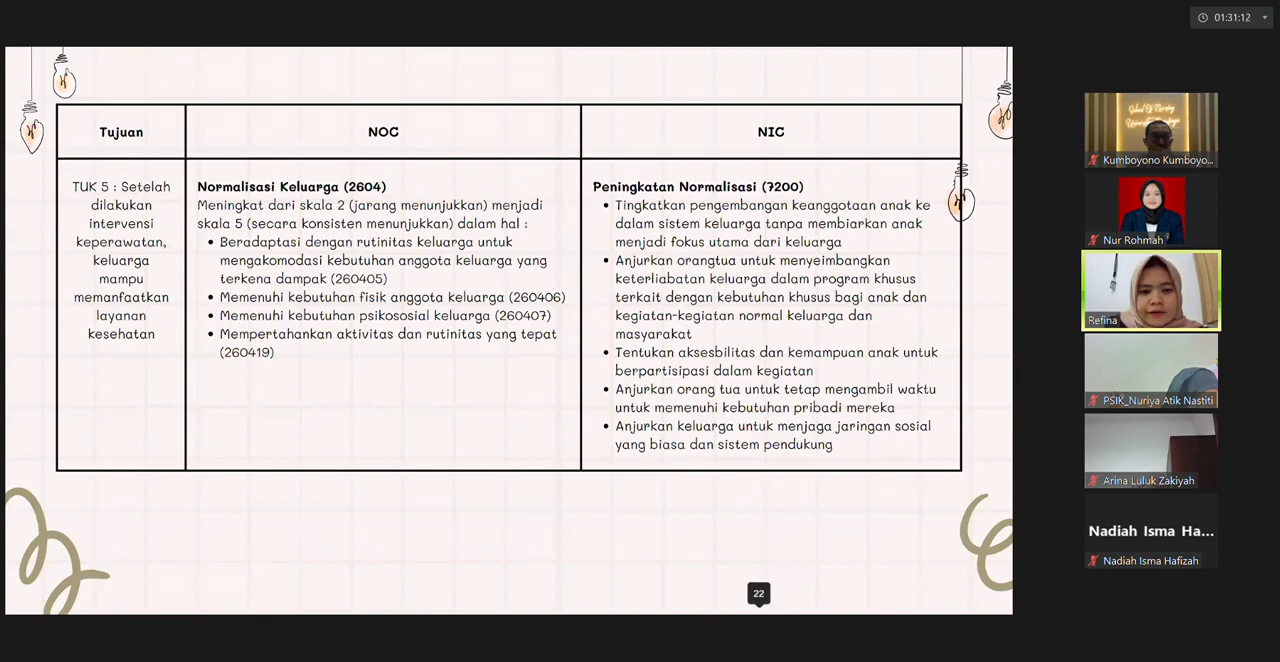 01:31:12
Tujuan
NOC
NIC
TUK 5 : Setelah
dilakukan
intervensi
keperawatan,
keluarga
mampu
memanfaatkan
layanan
kesehatan
Normalisasi Keluarga (2604)
Meningkat dari skala 2 (jarang menunjukkan) menjadi
skala 5 (secara konsisten menunjukkan) dalam hal :
• Beradaptasi dengan rutinitas keluarga untuk
mengakomodasi kebutuhan anggota keluarga yang
terkena dampak (260405)
• Memenuhi kebutuhan fisik anggota keluarga (260406)
• Memenuhi kebutuhan psikososial keluarga (260407)
• Mempertahankan aktivitas dan rutinitas yang tepat
(260419)
Peningkatan Normalisasi (7200)
• Tingkatkan pengembangan keanggotaan anak ke
dalam sistem keluarga tanpa membiarkan anak
menjadi fokus utama dari keluarga
• Anjurkan orangtua untuk menyeimbangkan
keterliabatan keluarga dalam program khusus
terkait dengan kebutuhan khusus bagi anak dan
kegiatan-kegiatan normal keluarga dan
masyarakat
• Tentukan aksesbilitas dan kemampuan anak untuk
berpartisipasi dalam kegiatan
• Anjurkan orang tua untuk tetap mengambil waktu
untuk memenuhi kebutuhan pribadi mereka
• Anjurkan keluarga untuk menjaga jaringan sosial
yang biasa dan sistem pendukung
22
Kumboyono Kumboyo...
Nur Rohmah
Refina
PSIK_Nuriya Atik Nastiti
Arina Luluk Zakiyah
Nadiah Isma Ha...
Nadiah Isma Hafizah